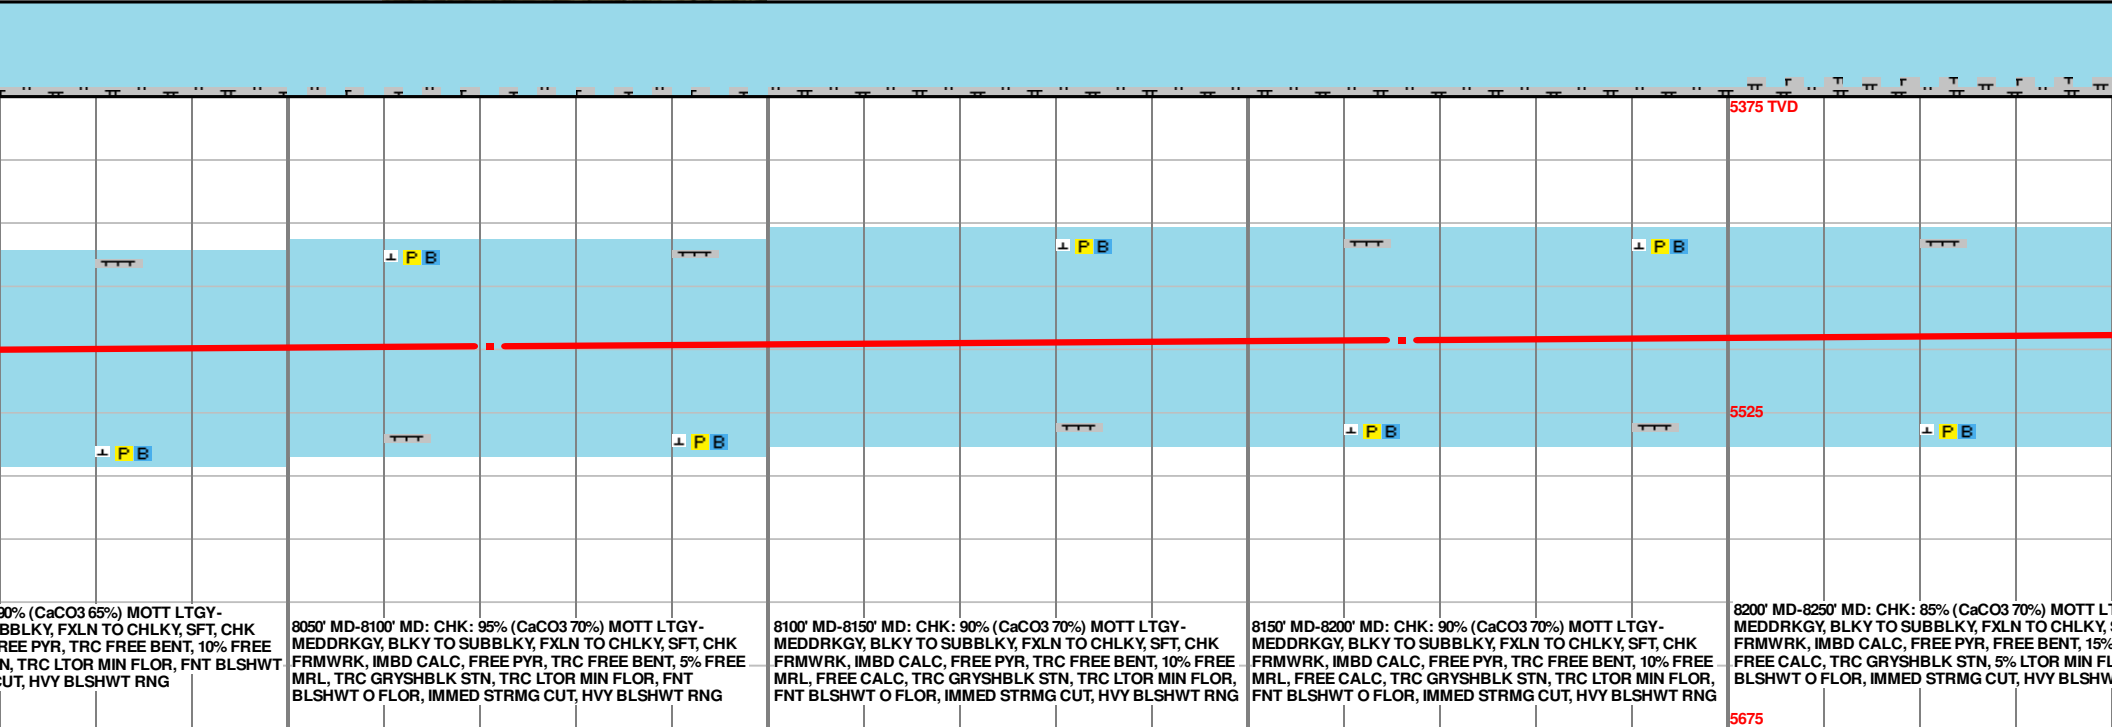 5375 TVD
P B
P B
P B
P B
5525
P B
P B
P B
90% (CaCO3 65%) MOTT LTGY-
BBLKY, FXLN TO CHLKY, SFT, CHK
REE PYR, TRC FREE BENT, 10% FREE
N, TRC LTOR MIN FLOR, FNT BLSHWT
CUT, HVY BLSHWT RNG
8050' MD-8100' MD: CHK: 95% (CaCO3 70%) MOTT LTGY-
MEDDRKGY, BLKY TO SUBBLKY, FXLN TO CHLKY, SFT, CHK
FRMWRK, IMBD CALC, FREE PYR, TRC FREE BENT, 5% FREE
MRL, TRC GRYSHBLK STN, TRC LTOR MIN FLOR, FNT
BLSHWT O FLOR, IMMED STRMG CUT, HVY BLSHWT RNG
8100' MD-8150' MD: CHK: 90% (CaCO3 70%) MOTT LTGY-
MEDDRKGY, BLKY TO SUBBLKY, FXLN TO CHLKY, SFT, CHK
FRMWRK, IMBD CALC, FREE PYR, TRC FREE BENT, 10% FREE
MRL, FREE CALC, TRC GRYSHBLK STN, TRC LTOR MIN FLOR,
FNT BLSHWT O FLOR, IMMED STRMG CUT, HVY BLSHWT RNG
8150' MD-8200' MD: CHK: 90% (CaCO3 70%) MOTT LTGY-
MEDDRKGY, BLKY TO SUBBLKY, FXLN TO CHLKY, SFT, CHK
FRMWRK, IMBD CALC, FREE PYR, TRC FREE BENT, 10% FREE
MRL, FREE CALC, TRC GRYSHBLK STN, TRC LTOR MIN FLOR,
FNT BLSHWT O FLOR, IMMED STRMG CUT, HVY BLSHWT RNG
8200' MD-8250' MD: CHK: 85% (CaCO3 70%) MOTT LT
MEDDRKGY, BLKY TO SUBBLKY, FXLN TO CHLKY, S
FRMWRK, IMBD CALC, FREE PYR, FREE BENT, 15%
FREE CALC, TRC GRYSHBLK STN, 5% LTOR MIN FL
BLSHWT O FLOR, IMMED STRMG CUT, HVY BLSHW
5675